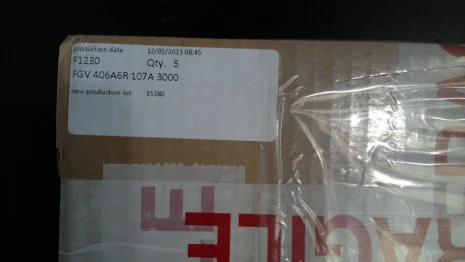 production date 12/05/2023 08:45
F1230 Qty. 5
FGV 406A6R 107A 3000
new production lot: 35380